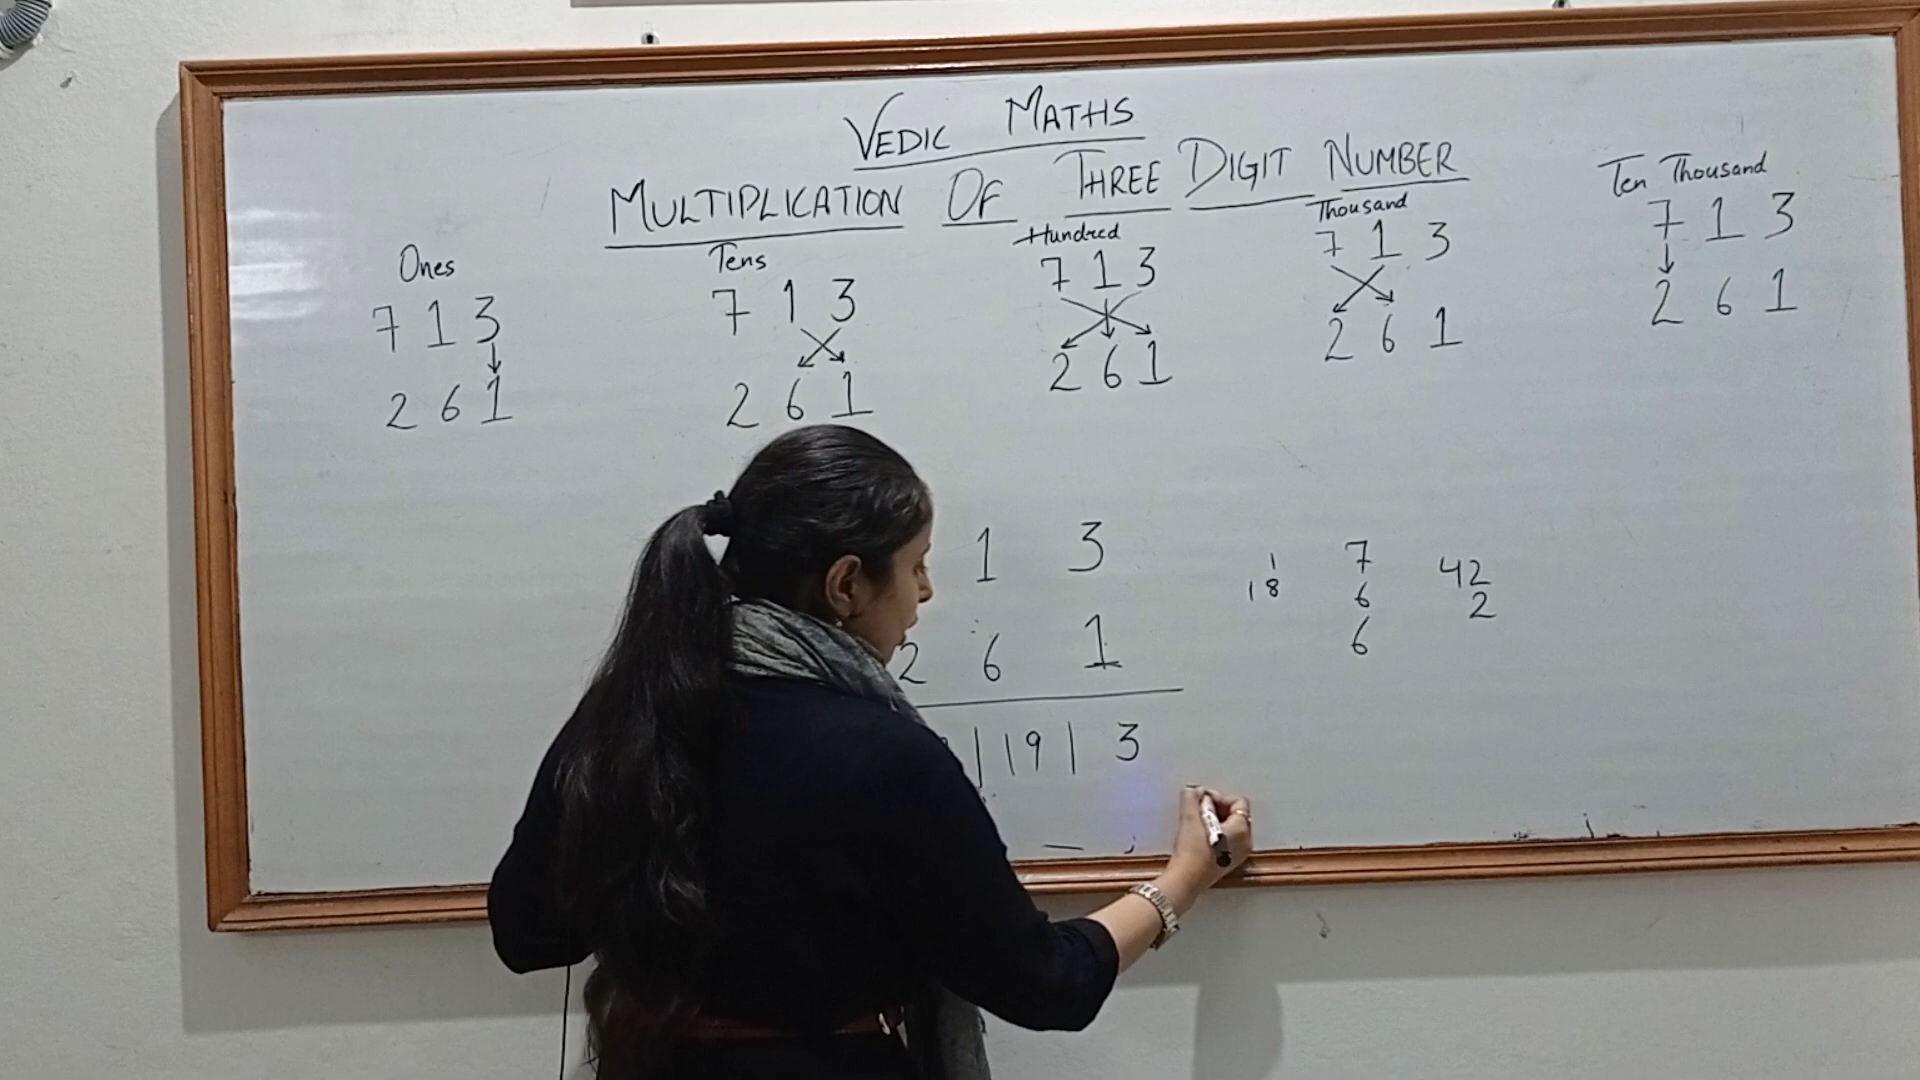 VEDIC MATHS
MULTIPLICATION OF THREE DIGIT NUMBER
Ones
7 1 3
2 6 1
Tens
7 1 3
2 6 1
Hundred
7 1 3
2 6 1
Thousand
7 1 3
2 6 1
Ten Thousand
7 1 3
2 6 1
1 3
2 6 1
| 19 | 3
1
18
7
6
6
42
2